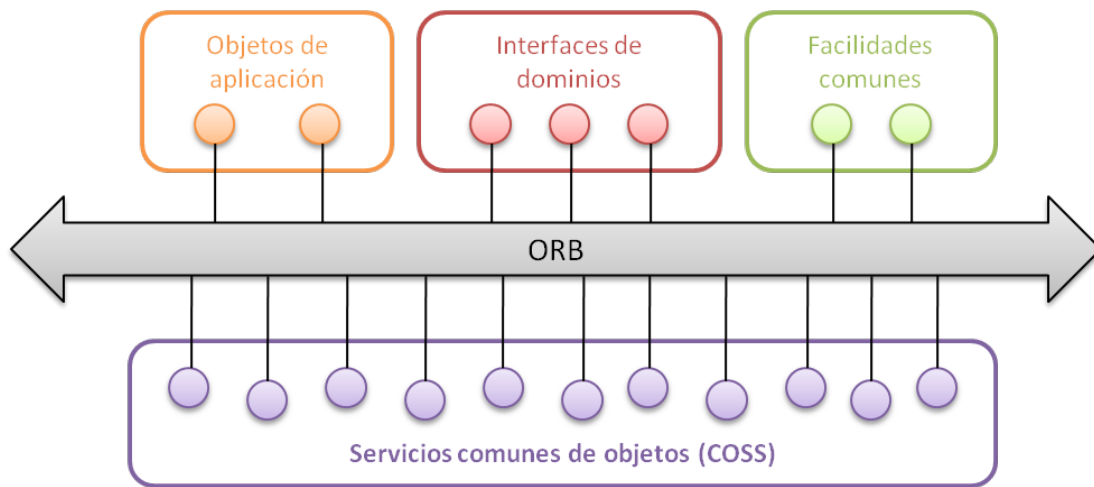 Objetos de
aplicación
Interfaces de
dominios
Facilidades
comunes
ORB
Servicios comunes de objetos (COSS)